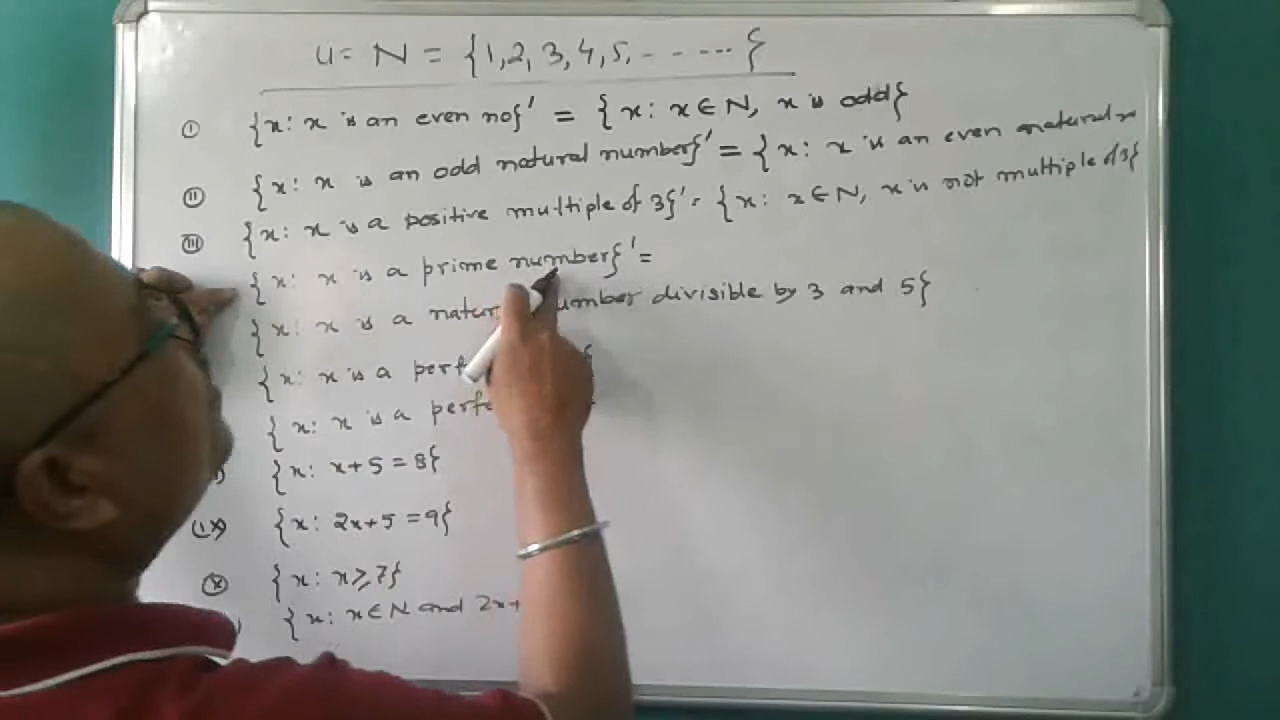 U = N = {1, 2, 3, 4, 5, - - - - - }
(i) {x: x is an even no}' = {x: x ∈ N, x is odd}
(ii) {x: x is an odd natural number}' = {x: x is an even natural n
(iii) {x: x is a positive multiple of 3}' = {x: x ∈ N, x is not multiple of 3}
{x: x is a prime number}' =
{x: x is a natur number divisible by 3 and 5}
{x: x is a perf
{x: x is a perfe
{x: x+5 = 8}
(ix) {x: 2x+5 = 9}
(x) {x: x ≥ 7}
{x: x ∈ N and 2x+